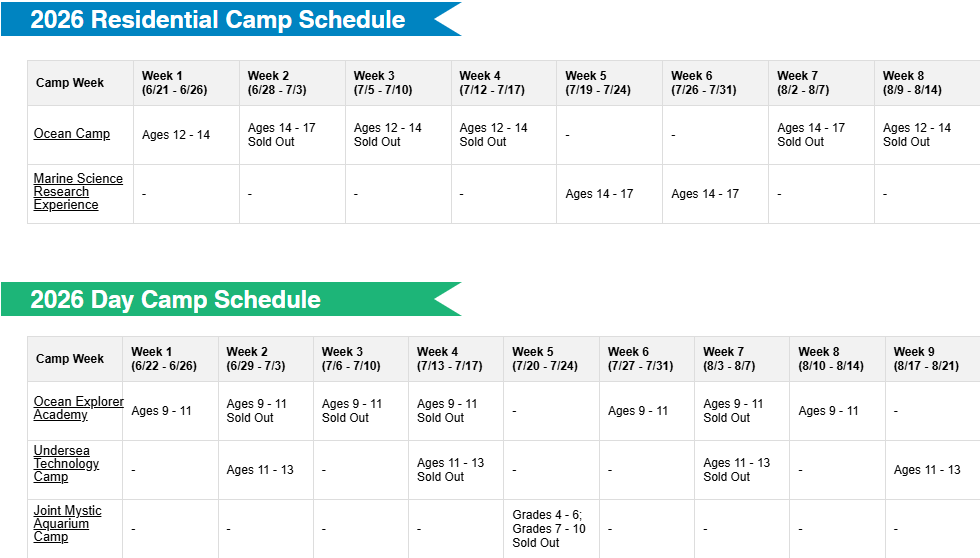 2026 Residential Camp Schedule
Camp Week
Week 1
(6/21 - 6/26)
Week 2
(6/28 - 7/3)
Week 3
(7/5 - 7/10)
Week 4
(7/12 - 7/17)
Week 5
(7/19 - 7/24)
Week 6
(7/26 - 7/31)
Week 7
(8/2 - 8/7)
Week 8
(8/9 - 8/14)
Ocean Camp
Ages 12 - 14
Ages 14 - 17
Sold Out
Ages 12 - 14
Sold Out
Ages 12 - 14
Sold Out
-
-
Ages 14 - 17
Sold Out
Ages 12 - 14
Sold Out
Marine Science
Research
Experience
-
-
-
-
Ages 14 - 17
Ages 14 - 17
-
-
2026 Day Camp Schedule
Camp Week
Week 1
(6/22 - 6/26)
Week 2
(6/29 - 7/3)
Week 3
(7/6 - 7/10)
Week 4
(7/13 - 7/17)
Week 5
(7/20 - 7/24)
Week 6
(7/27 - 7/31)
Week 7
(8/3 - 8/7)
Week 8
(8/10 - 8/14)
Week 9
(8/17 - 8/21)
Ocean Explorer
Academy
Ages 9 - 11
Ages 9 - 11
Sold Out
Ages 9 - 11
Sold Out
Ages 9 - 11
Sold Out
-
Ages 9 - 11
Ages 9 - 11
Sold Out
Ages 9 - 11
-
Undersea
Technology
Camp
-
Ages 11 - 13
-
Ages 11 - 13
Sold Out
-
-
Ages 11 - 13
Sold Out
-
Ages 11 - 13
Joint Mystic
Aquarium
Camp
-
-
-
-
Grades 4 - 6;
Grades 7 - 10
Sold Out
-
-
-
-